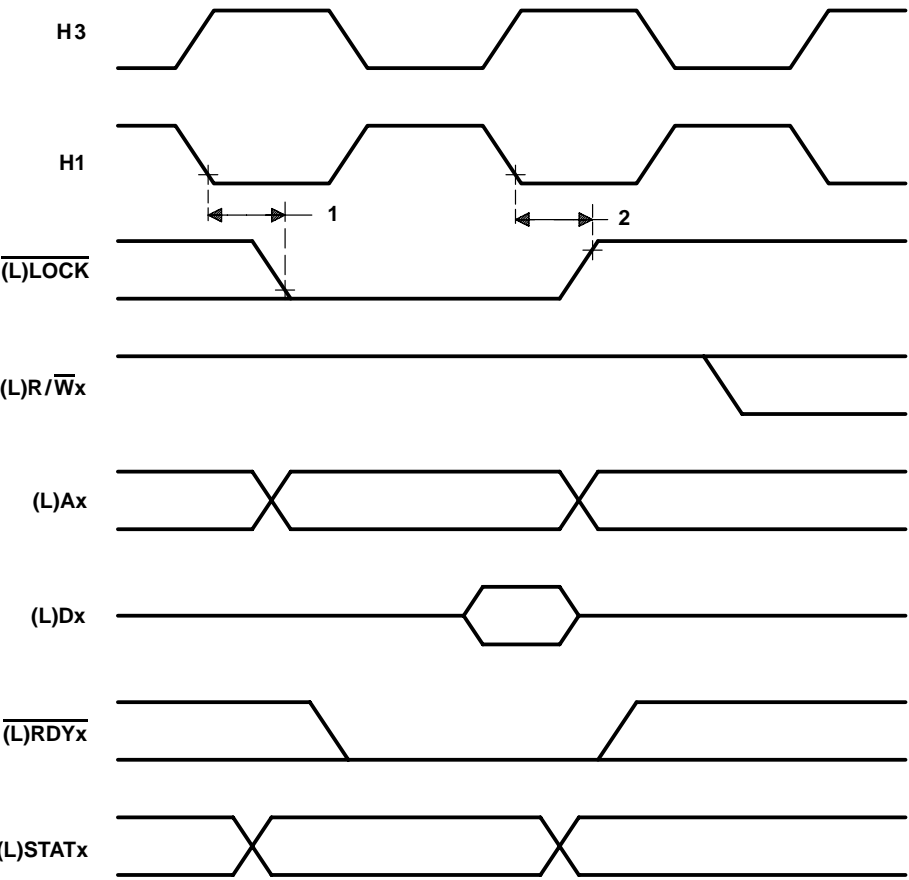 H3
H1
1
2
(L)LOCK
(L)R/Wx
(L)Ax
(L)Dx
(L)RDYx
(L)STATx